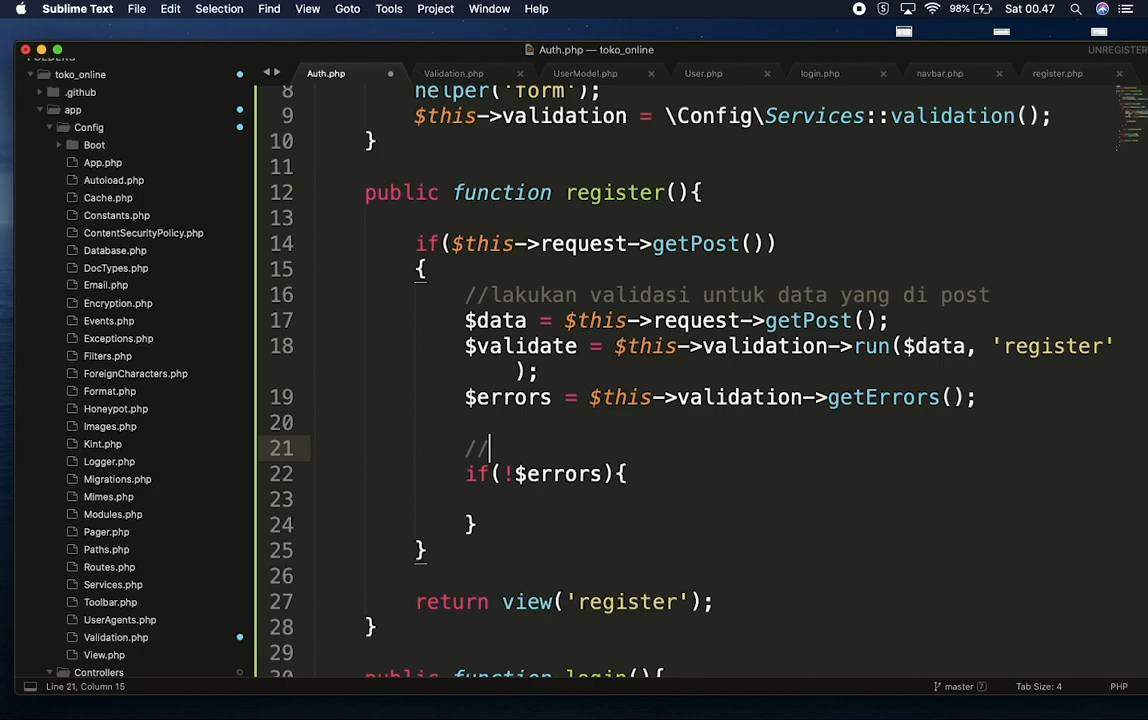 Sublime Text File Edit Selection Find View Goto Tools Project Window Help 98% Sat 00.47
Auth.php — toko_online UNREGISTER
FOLDERS
toko_online
.github
app
Config
Boot
App.php
Autoload.php
Cache.php
Constants.php
ContentSecurityPolicy.php
Database.php
DocTypes.php
Email.php
Encryption.php
Events.php
Exceptions.php
Filters.php
ForeignCharacters.php
Format.php
Honeypot.php
Images.php
Kint.php
Logger.php
Migrations.php
Mimes.php
Modules.php
Pager.php
Paths.php
Routes.php
Services.php
Toolbar.php
UserAgents.php
Validation.php
View.php
Controllers
Auth.php Validation.php UserModel.php User.php login.php navbar.php register.php
8 helper('form');
9 $this->validation = \Config\Services::validation();
10 }
11
12 public function register(){
13
14 if($this->request->getPost())
15 {
16 //lakukan validasi untuk data yang di post
17 $data = $this->request->getPost();
18 $validate = $this->validation->run($data, 'register'
);
19 $errors = $this->validation->getErrors();
20
21 //
22 if(!$errors){
23
24 }
25 }
26
27 return view('register');
28 }
29
30 public function login(){
Line 21, Column 15 master 7 Tab Size: 4 PHP